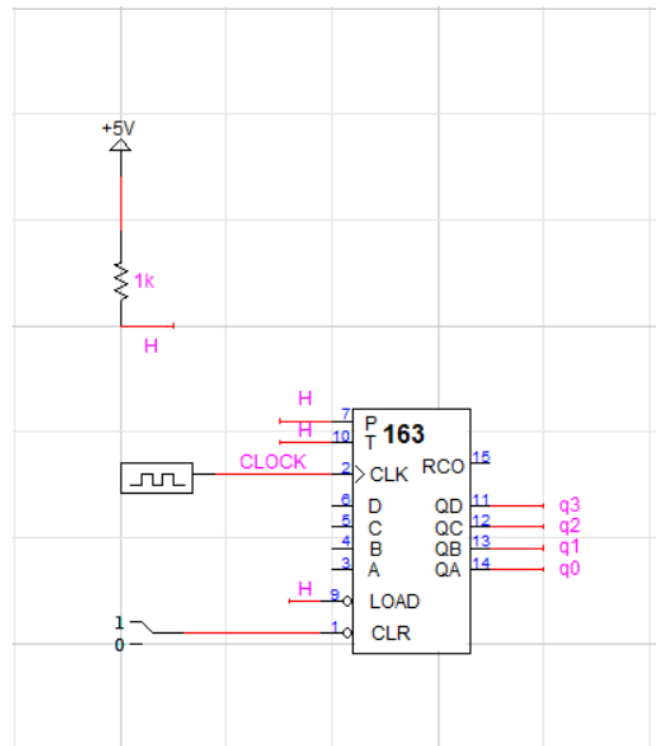 +5V
1k
H
H
7 P 163
H
10 T
CLOCK 2 CLK RCO 15
6 D QD 11 q3
5 C QC 12 q2
4 B QB 13 q1
3 A QA 14 q0
H 9 LOAD
1 1 CLR
0